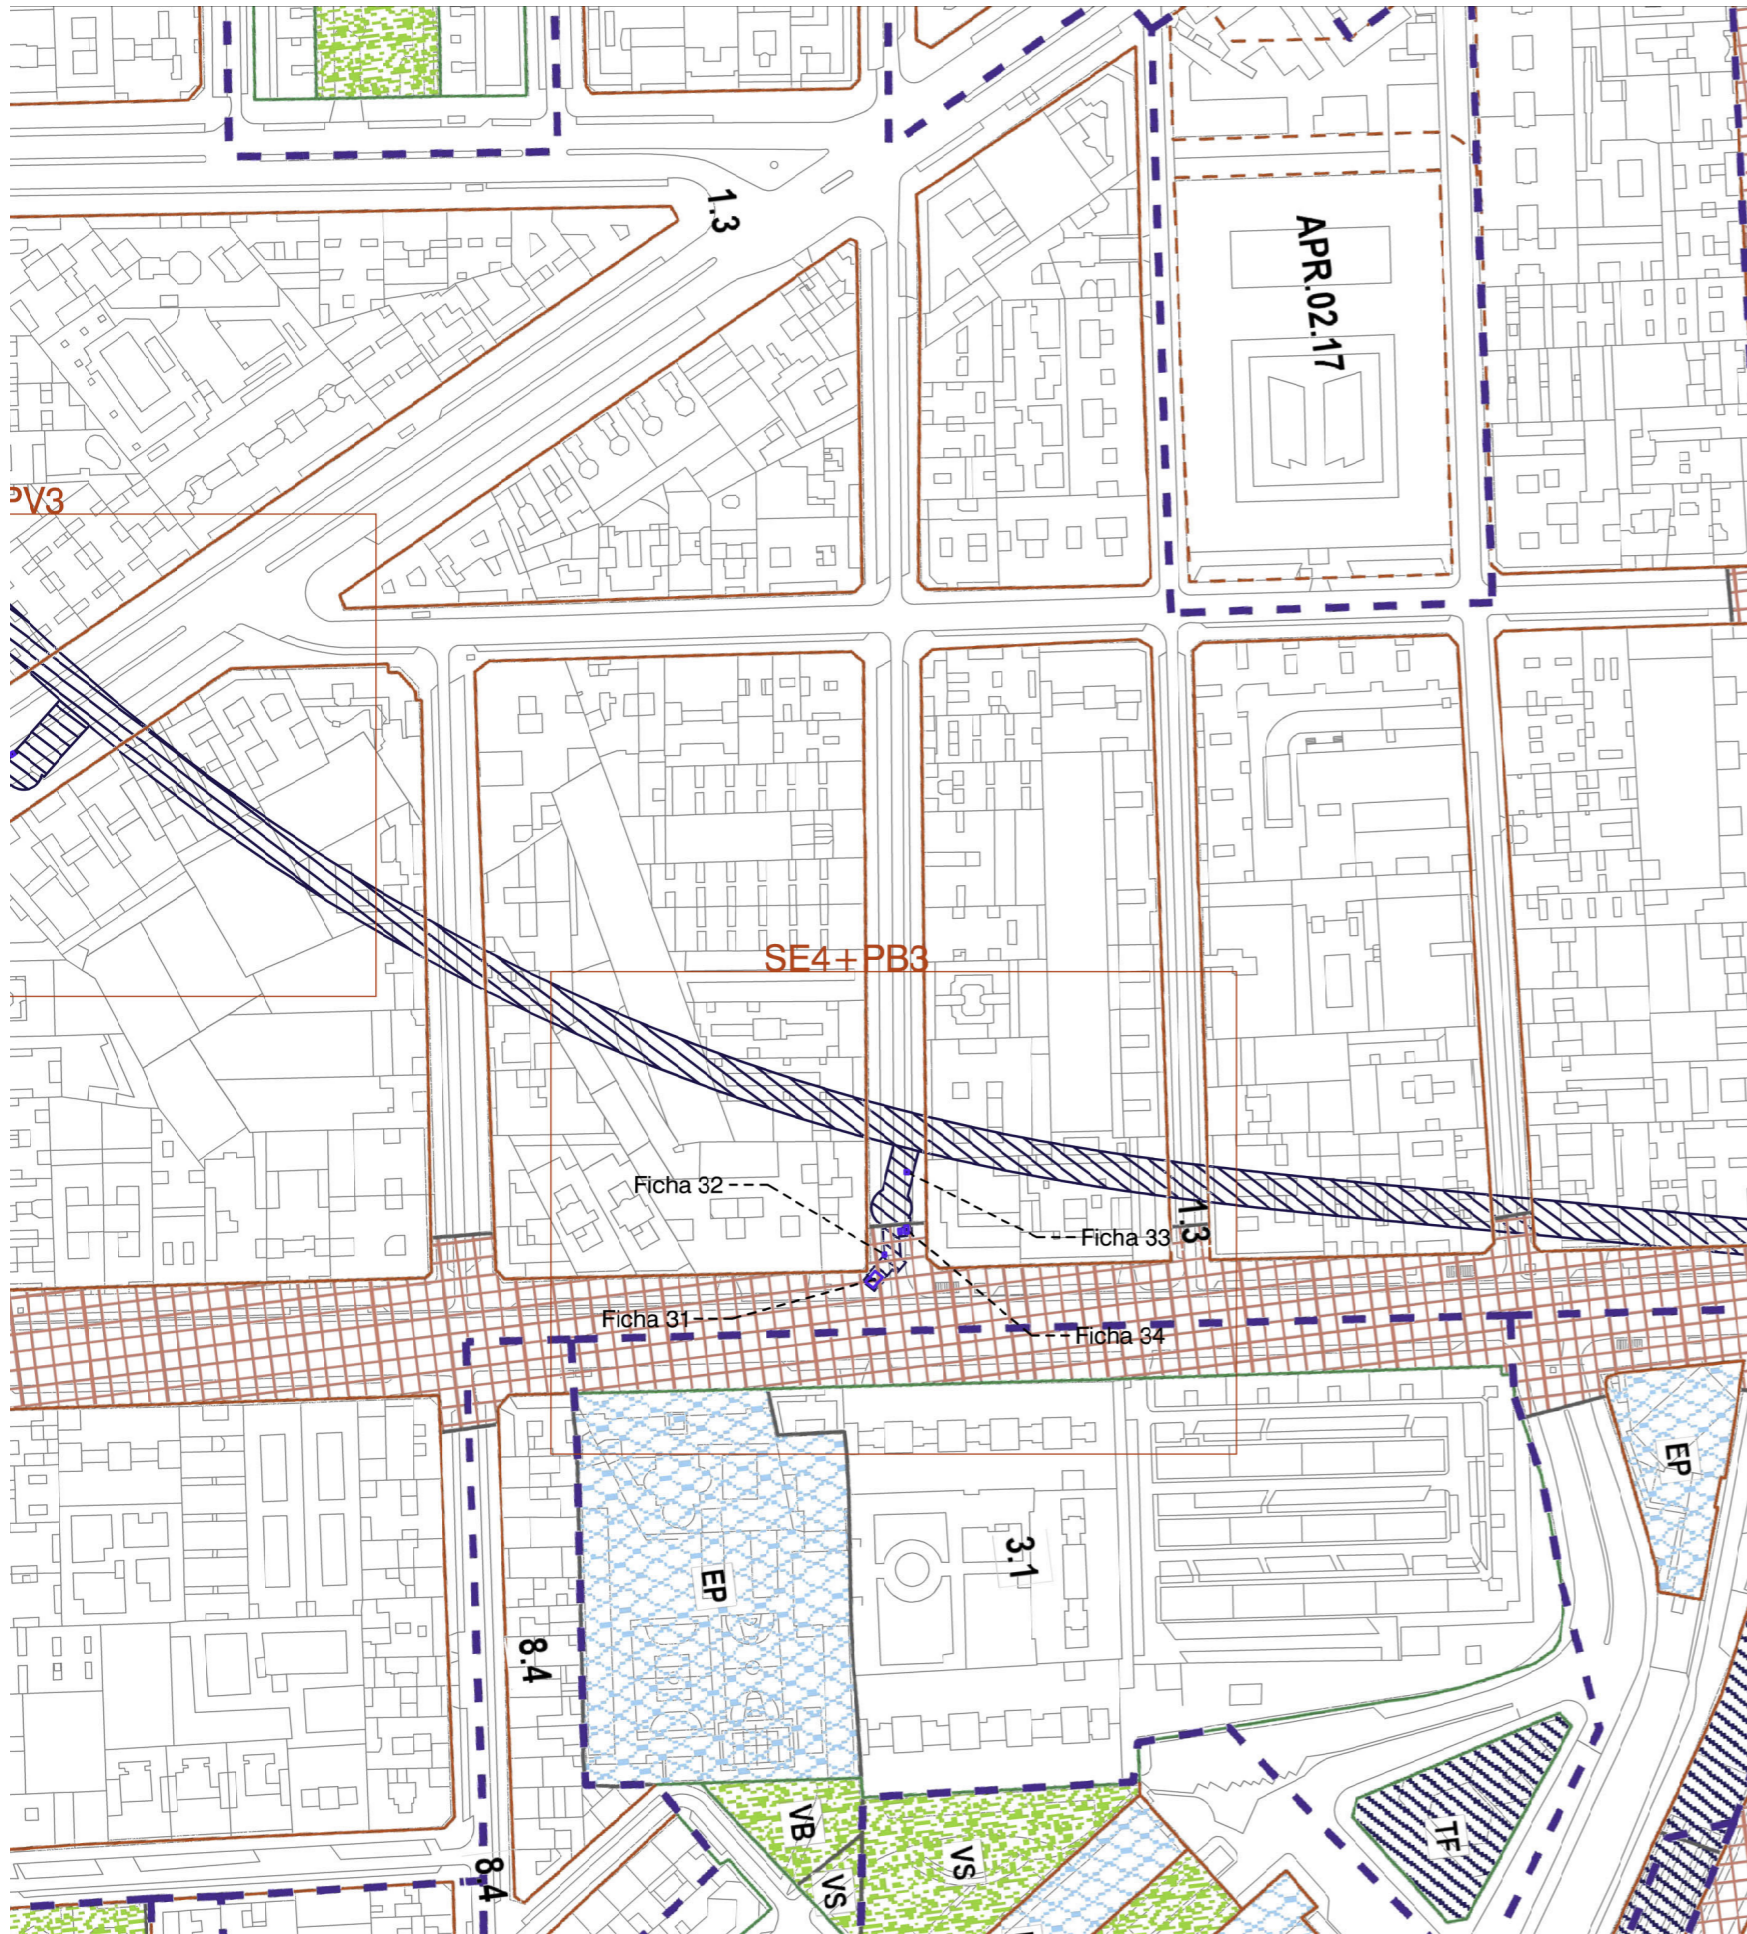 1.3
APR.02.17
PV3
SE4+PB3
Ficha 32
Ficha 33
1.3
Ficha 31
Ficha 34
EP
EP
3.1
8.4
VB
VS
VS
TF
8.4